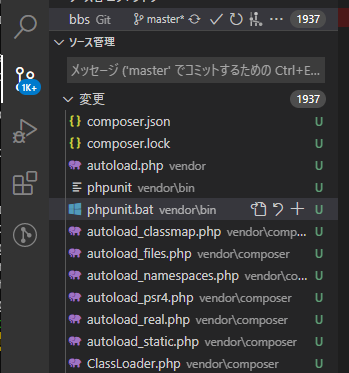 bbs Git master* 1937
ソース管理
メッセージ ('master' でコミットするための Ctrl+E...
変更 1937
composer.json U
composer.lock U
autoload.php vendor U
phpunit vendor\bin U
phpunit.bat vendor\bin U
autoload_classmap.php vendor\comp... U
autoload_files.php vendor\composer U
autoload_namespaces.php vendor\co... U
autoload_psr4.php vendor\composer U
autoload_real.php vendor\composer U
autoload_static.php vendor\composer U
ClassLoader.php vendor\composer U
1K+